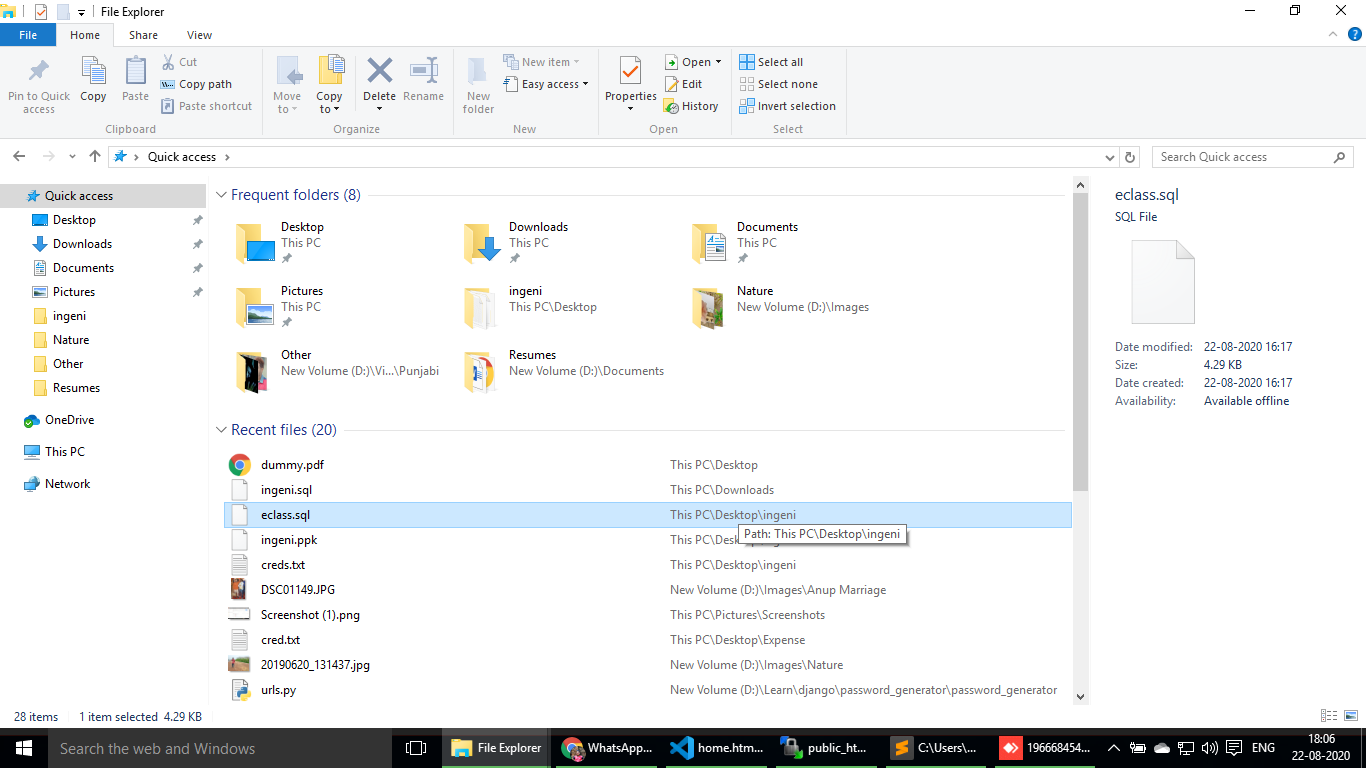 File Explorer
File Home Share View
Pin to Quick access
Copy
Paste
Cut
Copy path
Paste shortcut
Clipboard
Move to
Copy to
Delete
Rename
Organize
New folder
New item
Easy access
New
Properties
Open
Edit
History
Open
Select all
Select none
Invert selection
Select
Quick access
Search Quick access
Quick access
Desktop
Downloads
Documents
Pictures
ingeni
Nature
Other
Resumes
OneDrive
This PC
Network
Frequent folders (8)
Desktop
This PC
Downloads
This PC
Documents
This PC
Pictures
This PC
ingeni
This PC\Desktop
Nature
New Volume (D:)\Images
Other
New Volume (D:)\Vi...\Punjabi
Resumes
New Volume (D:)\Documents
Recent files (20)
dummy.pdf This PC\Desktop
ingeni.sql This PC\Downloads
eclass.sql This PC\Desktop\ingeni
Path: This PC\Desktop\ingeni
ingeni.ppk This PC\Des
creds.txt This PC\Desktop\ingeni
DSC01149.JPG New Volume (D:)\Images\Anup Marriage
Screenshot (1).png This PC\Pictures\Screenshots
cred.txt This PC\Desktop\Expense
20190620_131437.jpg New Volume (D:)\Images\Nature
urls.py New Volume (D:)\Learn\django\password_generator\password_generator
eclass.sql
SQL File
Date modified: 22-08-2020 16:17
Size: 4.29 KB
Date created: 22-08-2020 16:17
Availability: Available offline
28 items 1 item selected 4.29 KB
Search the web and Windows
File Explorer
WhatsApp...
home.htm...
public_ht...
C:\Users\...
196668454...
ENG
18:06
22-08-2020